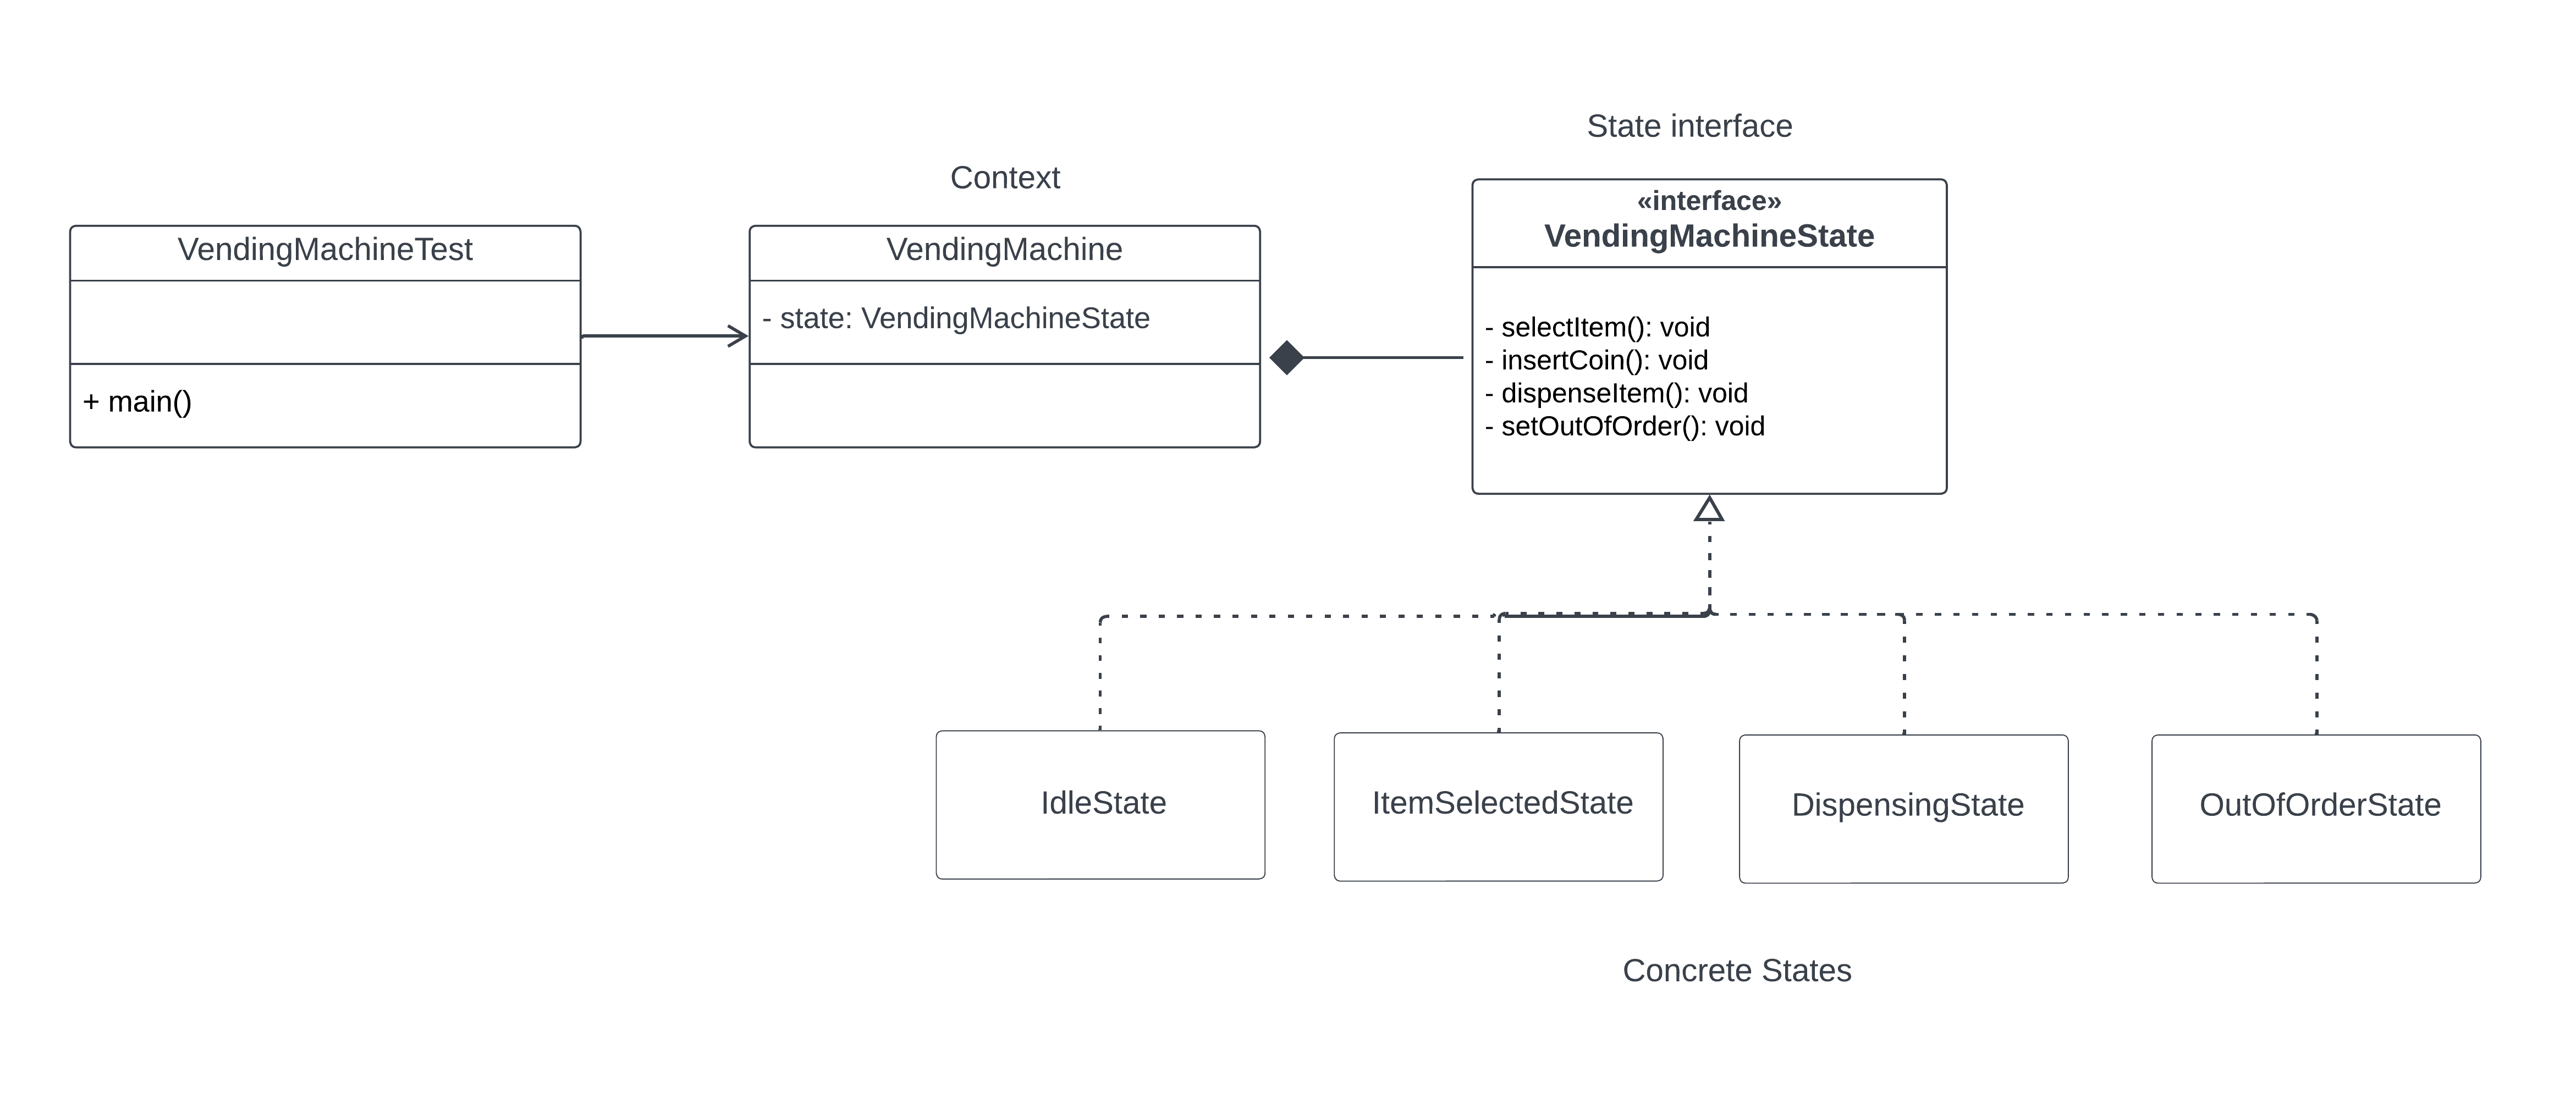 State interface
Context
VendingMachineTest
+ main()
VendingMachine
- state: VendingMachineState
«interface»
VendingMachineState
- selectItem(): void
- insertCoin(): void
- dispenseItem(): void
- setOutOfOrder(): void
IdleState
ItemSelectedState
DispensingState
OutOfOrderState
Concrete States